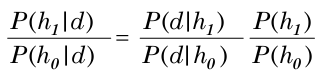 P(h₁|d) / P(h₀|d) = P(d|h₁) / P(d|h₀) P(h₁) / P(h₀)